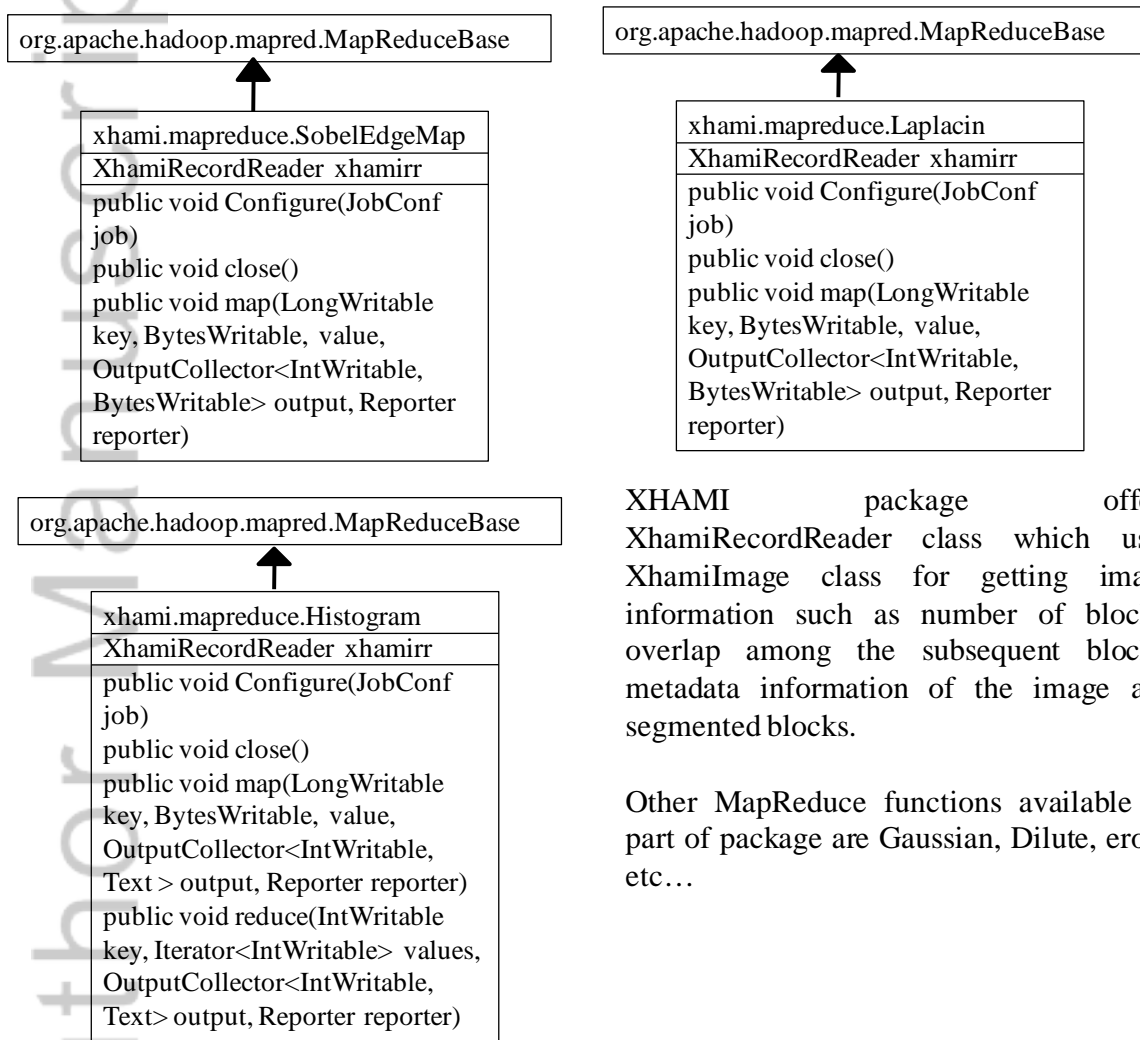 org.apache.hadoop.mapred.MapReduceBase
xhami.mapreduce.SobelEdgeMap
XhamiRecordReader xhamirr
public void Configure(JobConf
job)
public void close()
public void map(LongWritable
key, BytesWritable, value,
OutputCollector<IntWritable,
BytesWritable> output, Reporter
reporter)
org.apache.hadoop.mapred.MapReduceBase
xhami.mapreduce.Laplacin
XhamiRecordReader xhamirr
public void Configure(JobConf
job)
public void close()
public void map(LongWritable
key, BytesWritable, value,
OutputCollector<IntWritable,
BytesWritable> output, Reporter
reporter)
org.apache.hadoop.mapred.MapReduceBase
xhami.mapreduce.Histogram
XhamiRecordReader xhamirr
public void Configure(JobConf
job)
public void close()
public void map(LongWritable
key, BytesWritable, value,
OutputCollector<IntWritable,
Text > output, Reporter reporter)
public void reduce(IntWritable
key, Iterator<IntWritable> values,
OutputCollector<IntWritable,
Text> output, Reporter reporter)
XHAMI package
XhamiRecordReader class which
XhamiImage class for getting
information such as number of
overlap among the subsequent
metadata information of the image
segmented blocks.
Other MapReduce functions available
part of package are Gaussian, Dilute,
etc…
thor Manuscrip